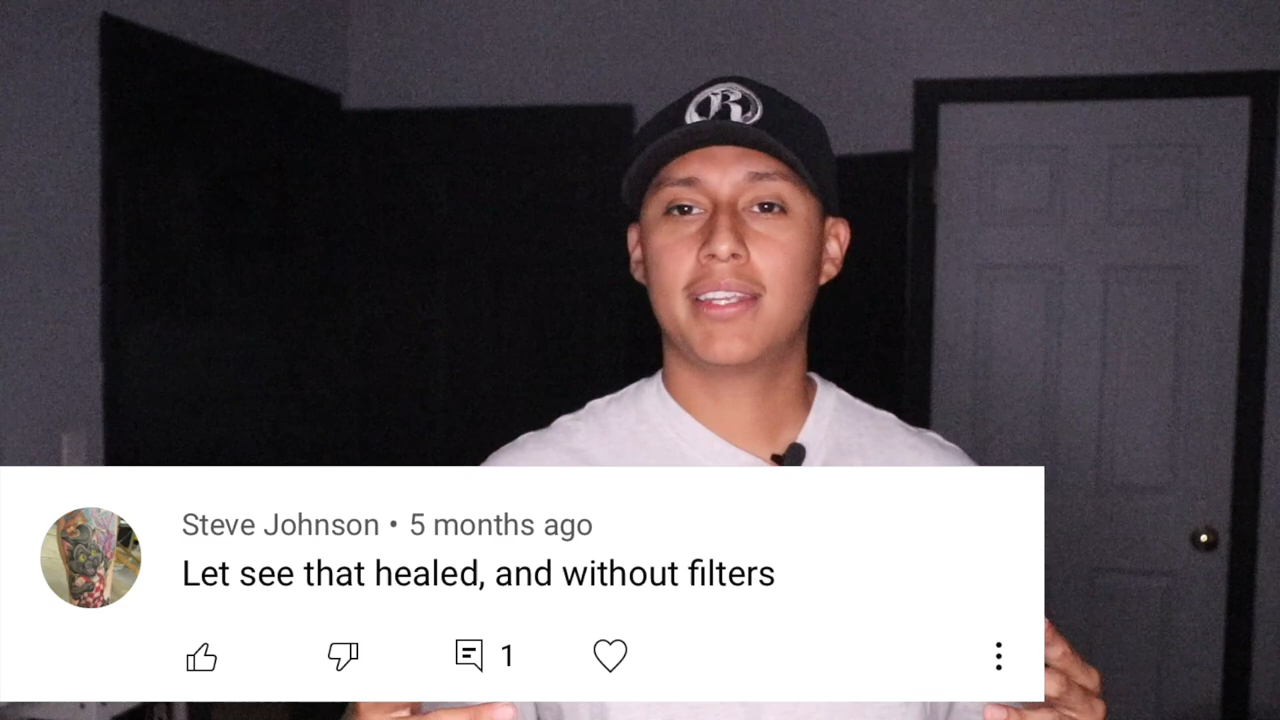 R
Steve Johnson • 5 months ago
Let see that healed, and without filters
1